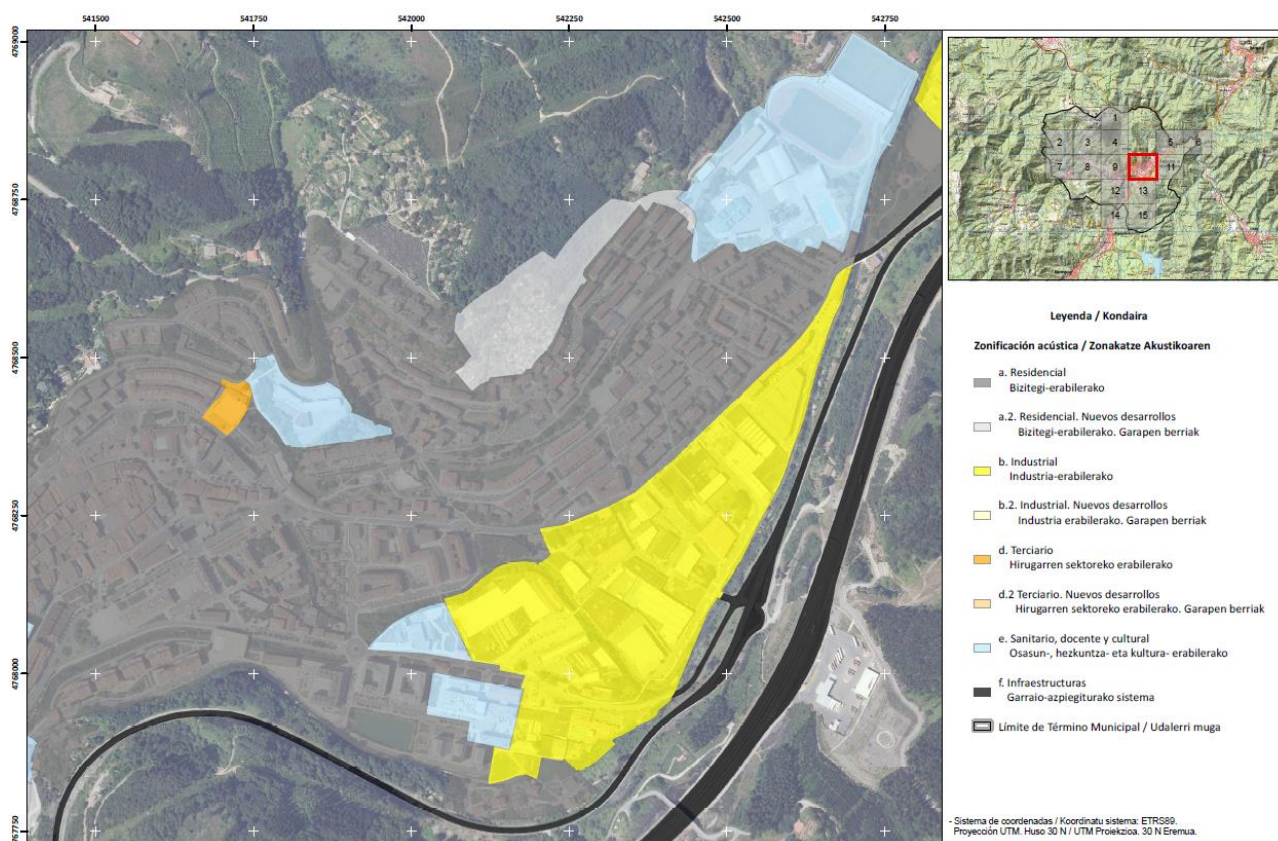 541500 541750 542000 542250 542500 542750
4769000
4768750
4768500
4768250
4768000
4767750
1
2 3 4 5 6
7 8 9 11
12 13
14 15
Leyenda / Kondaira
Zonificación acústica / Zonakatze Akustikoaren
a. Residencial
Bizitegi-erabilerako
a.2. Residencial. Nuevos desarrollos
Bizitegi-erabilerako. Garapen berriak
b. Industrial
Industria-erabilerako
b.2. Industrial. Nuevos desarrollos
Industria erabilerako. Garapen berriak
d. Terciario
Hirugarren sektoreko erabilerako
d.2 Terciario. Nuevos desarrollos
Hirugarren sektoreko erabilerako. Garapen berriak
e. Sanitario, docente y cultural
Osasun-, hezkuntza- eta kultura- erabilerako
f. Infraestructuras
Garraio-azpiegiturako sistema
Límite de Término Municipal / Udalerri muga
- Sistema de coordenadas / Koordinatu sistema: ETRS89.
Proyección UTM. Huso 30 N / UTM Proiekzioa. 30 N Eremua.